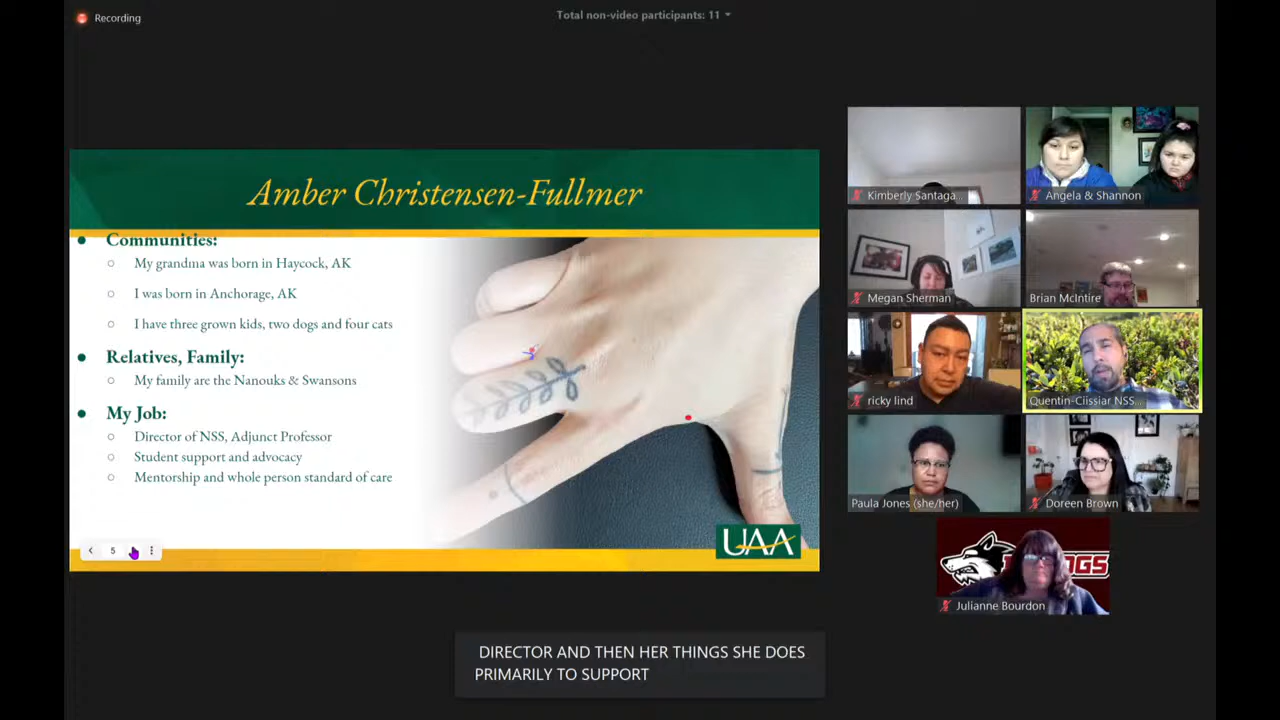 Recording
Total non-video participants: 11
Amber Christensen-Fullmer
Communities:
My grandma was born in Haycock, AK
I was born in Anchorage, AK
I have three grown kids, two dogs and four cats
Relatives, Family:
My family are the Nanouks & Swansons
My Job:
Director of NSS, Adjunct Professor
Student support and advocacy
Mentorship and whole person standard of care
5
UAA
Kimberly Santaga...
Angela & Shannon
Megan Sherman
Brian McIntire
ricky lind
Quentin-Clissiar NSS...
Paula Jones (she/her)
Doreen Brown
Julianne Bourdon
DIRECTOR AND THEN HER THINGS SHE DOES
PRIMARILY TO SUPPORT